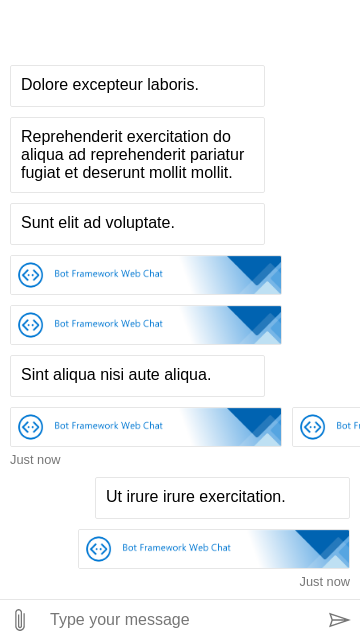 Dolore excepteur laboris.
Reprehenderit exercitation do
aliqua ad reprehenderit pariatur
fugiat et deserunt mollit mollit.
Sunt elit ad voluptate.
Bot Framework Web Chat
Bot Framework Web Chat
Sint aliqua nisi aute aliqua.
Bot Framework Web Chat
Bot
Just now
Ut irure irure exercitation.
Bot Framework Web Chat
Just now
Type your message